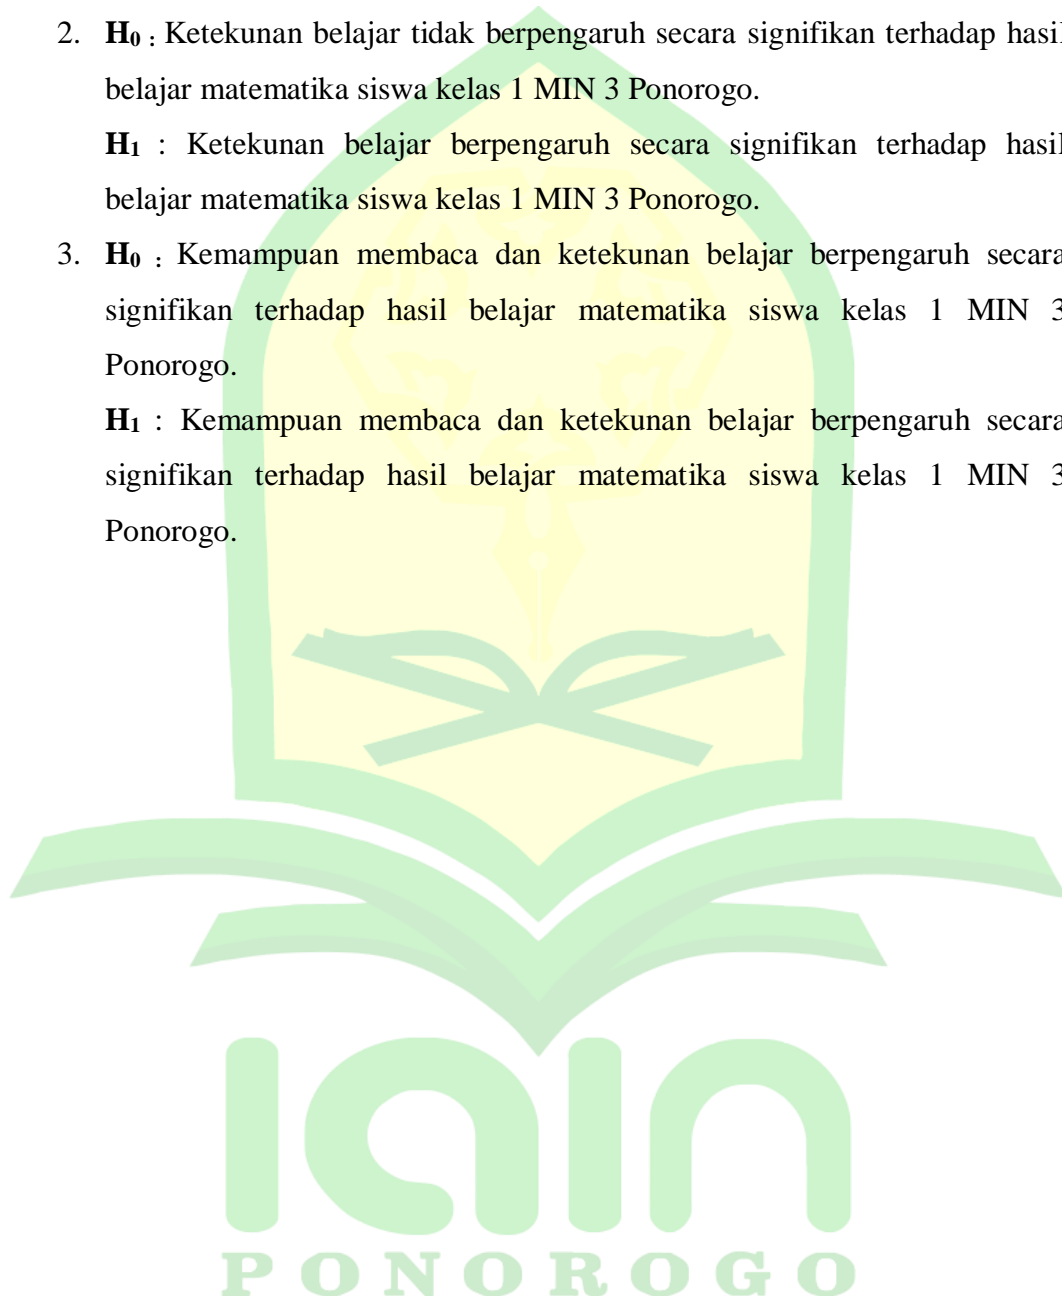 2. H₀ : Ketekunan belajar tidak berpengaruh secara signifikan terhadap hasil
belajar matematika siswa kelas 1 MIN 3 Ponorogo.
H₁ : Ketekunan belajar berpengaruh secara signifikan terhadap hasil
belajar matematika siswa kelas 1 MIN 3 Ponorogo.
3. H₀ : Kemampuan membaca dan ketekunan belajar berpengaruh secara
signifikan terhadap hasil belajar matematika siswa kelas 1 MIN 3
Ponorogo.
H₁ : Kemampuan membaca dan ketekunan belajar berpengaruh secara
signifikan terhadap hasil belajar matematika siswa kelas 1 MIN 3
Ponorogo.
iain
PONOROGO